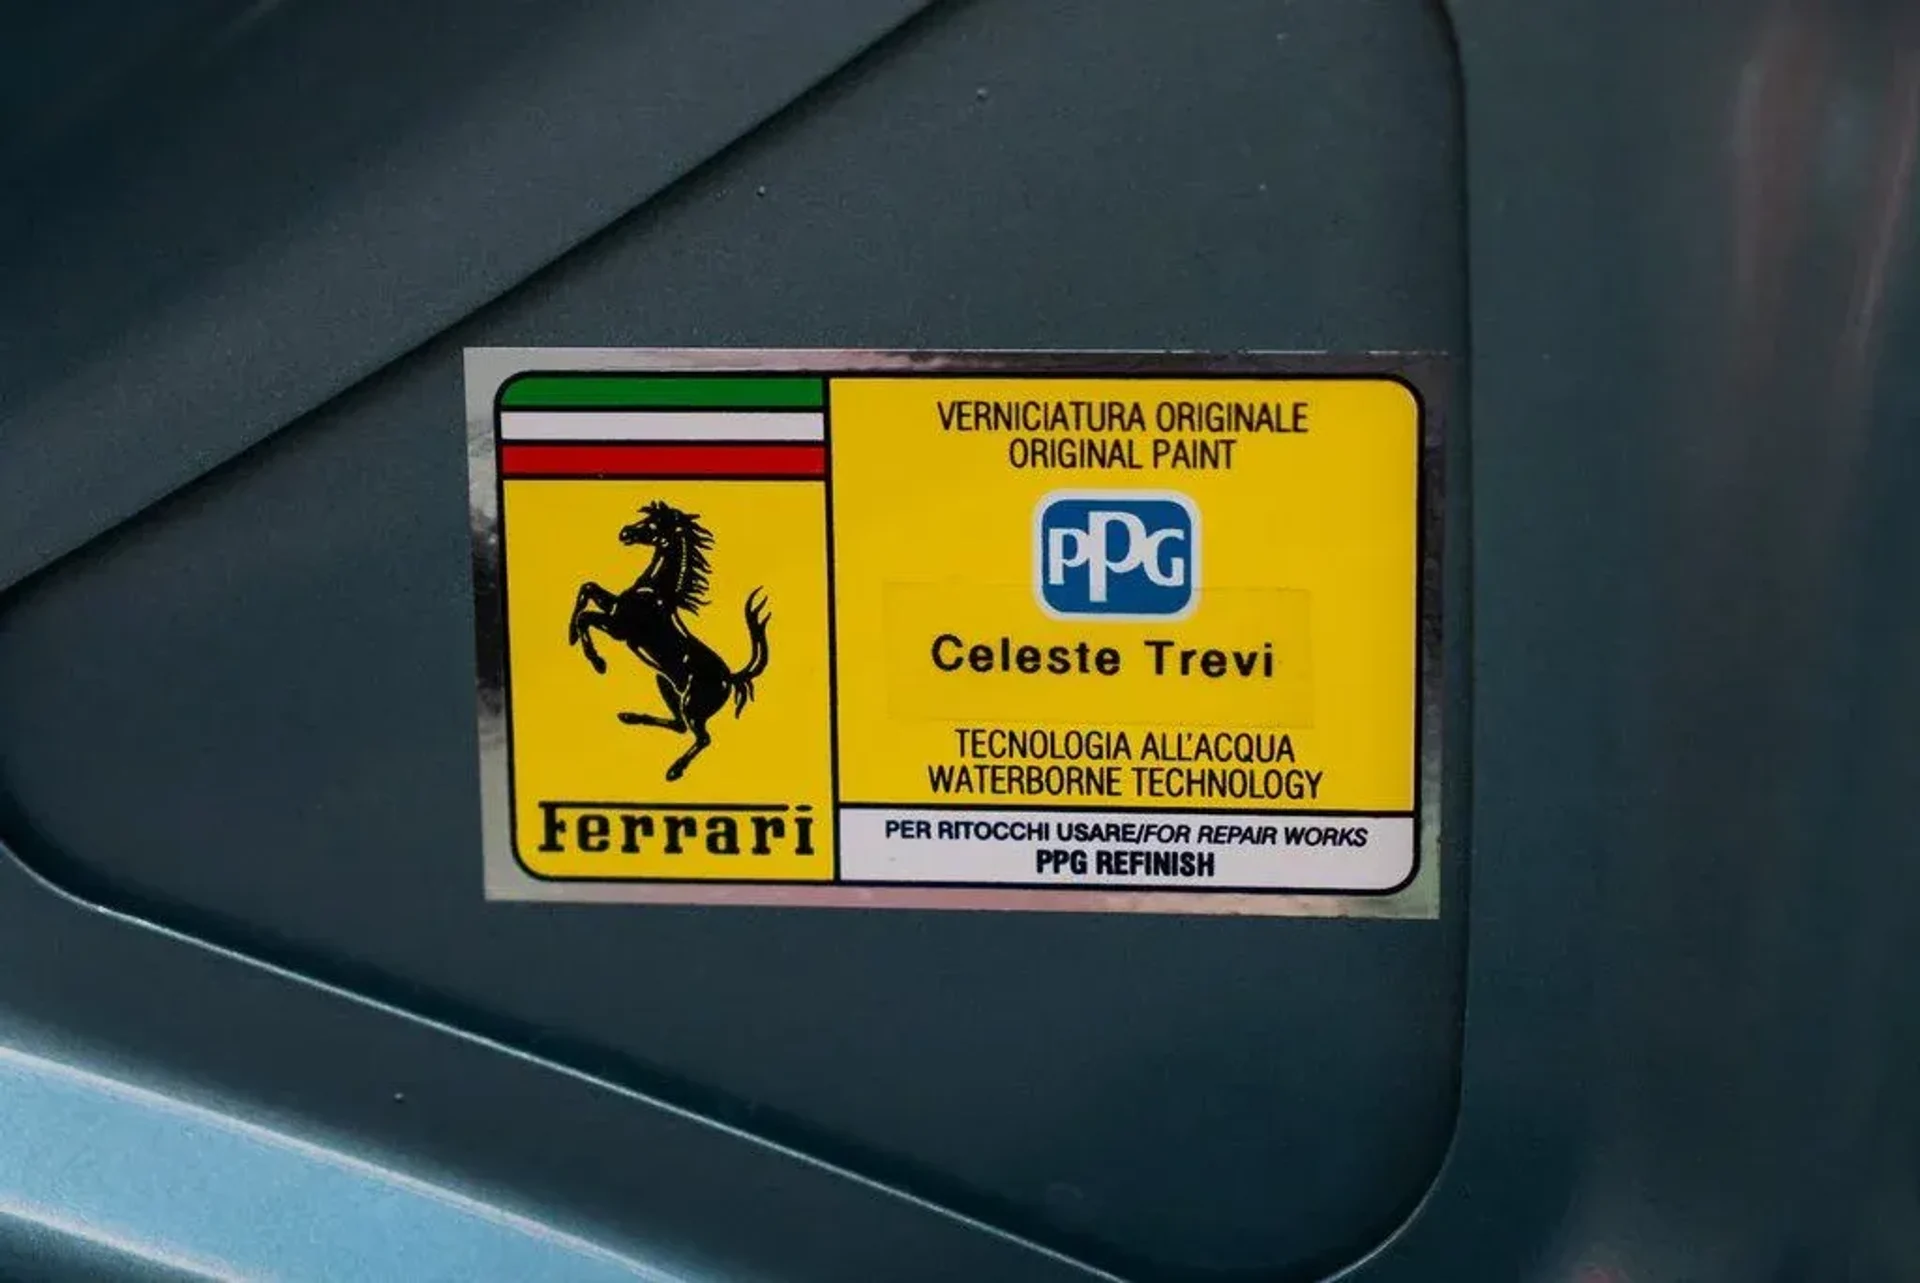 VERNICIATURA ORIGINALE
ORIGINAL PAINT
PPG
Celeste Trevi
TECNOLOGIA ALL'ACQUA
WATERBORNE TECHNOLOGY
Ferrari
PER RITOCCHI USARE/FOR REPAIR WORKS
PPG REFINISH